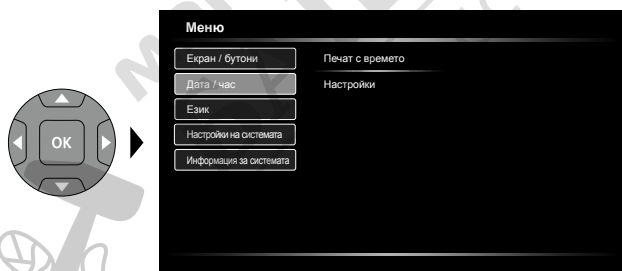 Меню
Екран / бутони
Печат с времето
Дата / час
Настройки
Език
OK
Настройки на системата
Информация за системата